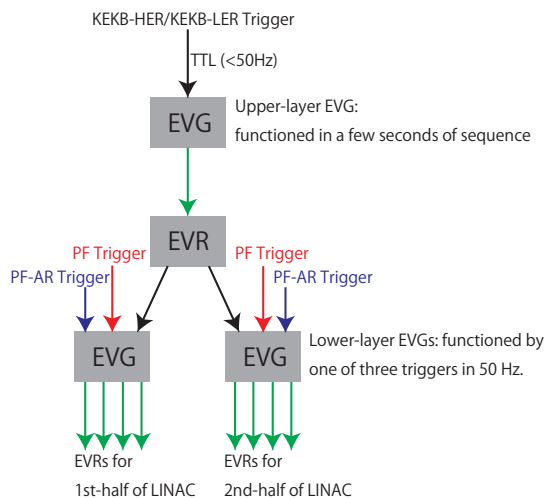 KEKB-HER/KEKB-LER Trigger
TTL (<50Hz)
EVG
Upper-layer EVG:
functioned in a few seconds of sequence
EVR
PF Trigger
PF Trigger
PF-AR Trigger
PF-AR Trigger
EVG
EVG
Lower-layer EVGs: functioned by
one of three triggers in 50 Hz.
EVRs for
1st-half of LINAC
EVRs for
2nd-half of LINAC